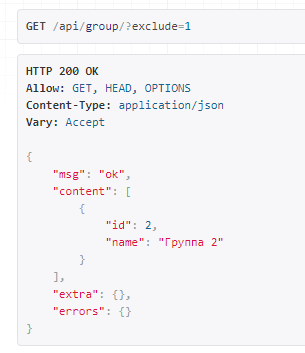 GET /api/group/?exclude=1
HTTP 200 OK
Allow: GET, HEAD, OPTIONS
Content-Type: application/json
Vary: Accept
{
"msg": "ok",
"content": [
{
"id": 2,
"name": "Группа 2"
}
],
"extra": {},
"errors": {}
}